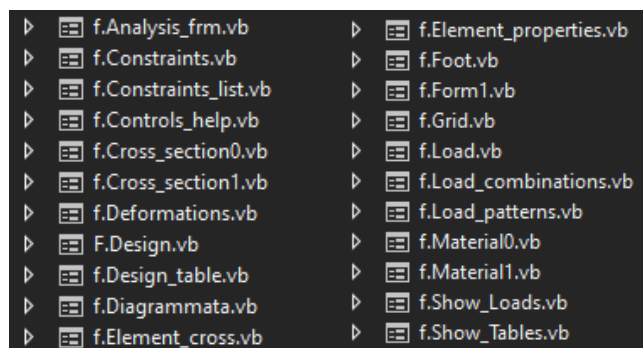 f.Analysis_frm.vb
f.Constraints.vb
f.Constraints_list.vb
f.Controls_help.vb
f.Cross_section0.vb
f.Cross_section1.vb
f.Deformations.vb
F.Design.vb
f.Design_table.vb
f.Diagrammata.vb
f.Element_cross.vb
f.Element_properties.vb
f.Foot.vb
f.Form1.vb
f.Grid.vb
f.Load.vb
f.Load_combinations.vb
f.Load_patterns.vb
f.Material0.vb
f.Material1.vb
f.Show_Loads.vb
f.Show_Tables.vb